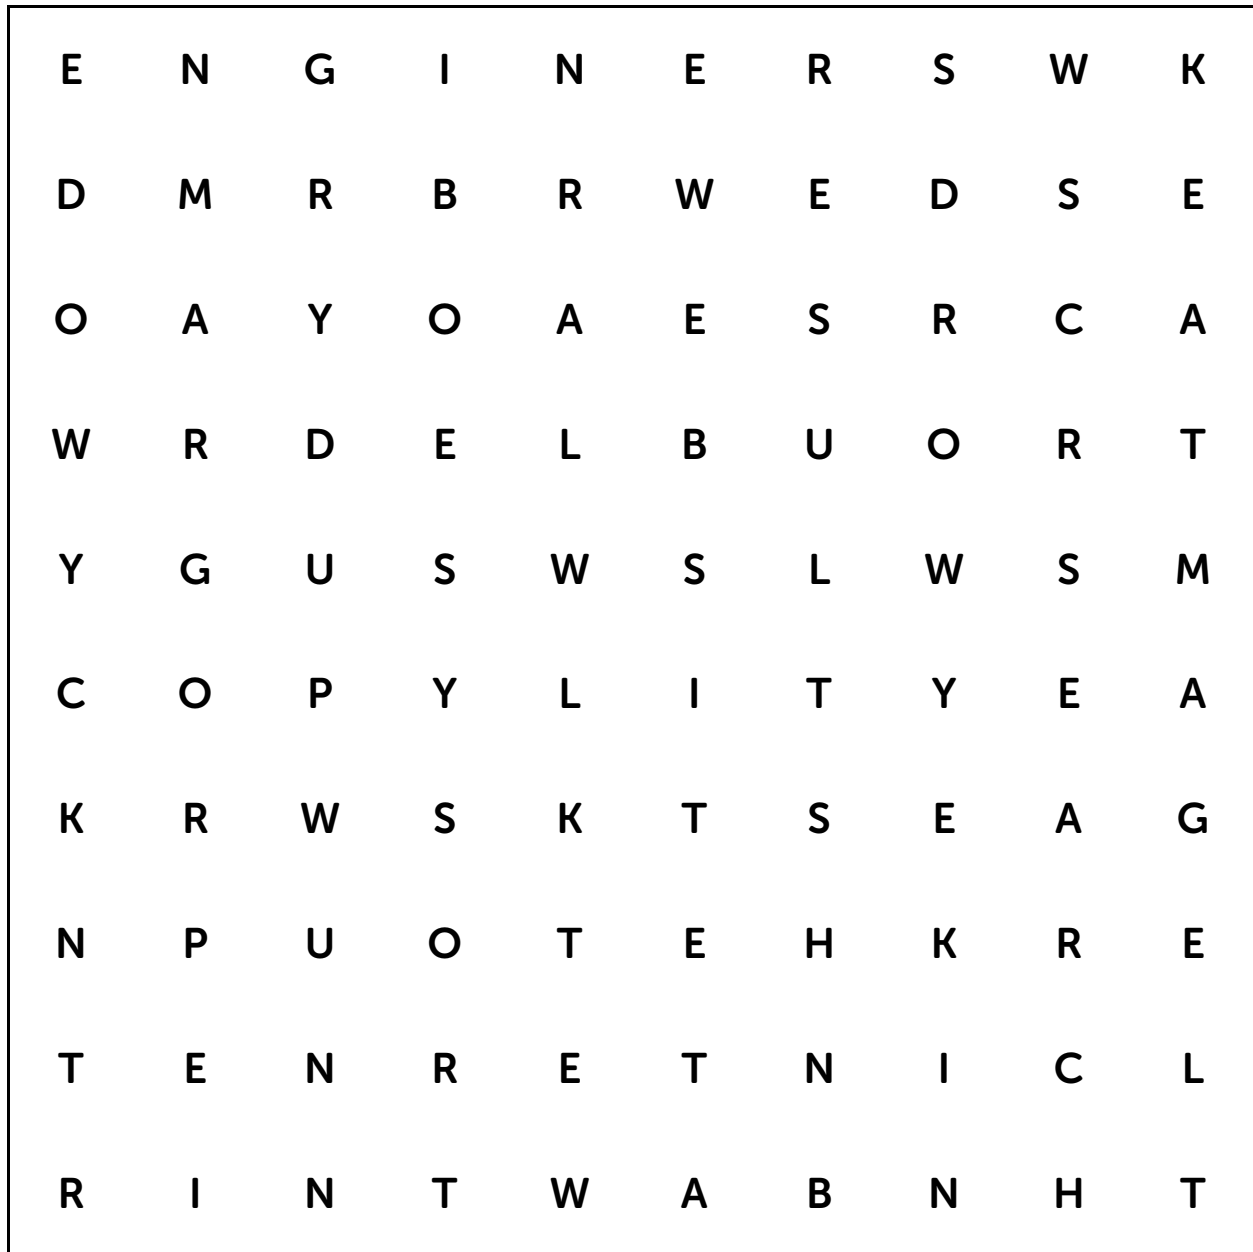 E N G I N E R S W K
D M R B R W E D S E
O A Y O A E S R C A
W R D E L B U O R T
Y G U S W S L W S M
C O P Y L I T Y E A
K R W S K T S E A G
N P U O T E H K R E
T E N R E T N I C L
R I N T W A B N H T